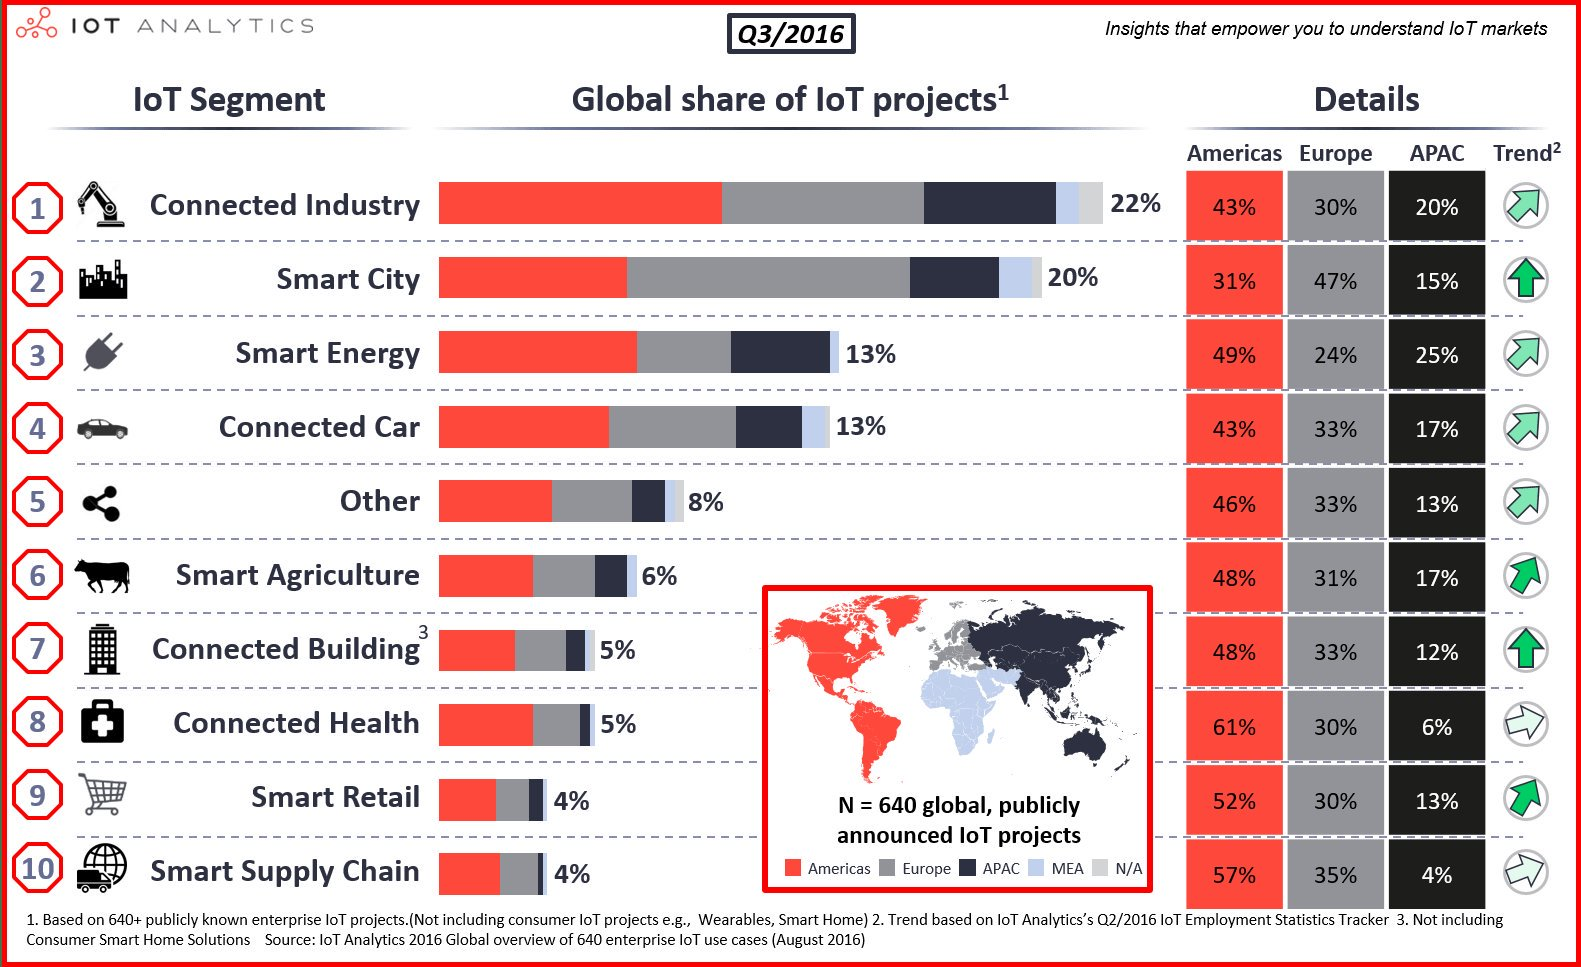 IOT ANALYTICS
Q3/2016
Insights that empower you to understand IoT markets
IoT Segment
Global share of IoT projects1
Details
Americas Europe APAC Trend2
1 Connected Industry 22% 43% 30% 20%
2 Smart City 20% 31% 47% 15%
3 Smart Energy 13% 49% 24% 25%
4 Connected Car 13% 43% 33% 17%
5 Other 8% 46% 33% 13%
6 Smart Agriculture 6% 48% 31% 17%
7 Connected Building3 5% 48% 33% 12%
8 Connected Health 5% 61% 30% 6%
9 Smart Retail 4% 52% 30% 13%
10 Smart Supply Chain 4% 57% 35% 4%
N = 640 global, publicly
announced IoT projects
Americas Europe APAC MEA N/A
1. Based on 640+ publicly known enterprise IoT projects.(Not including consumer IoT projects e.g., Wearables, Smart Home) 2. Trend based on IoT Analytics's Q2/2016 IoT Employment Statistics Tracker 3. Not including
Consumer Smart Home Solutions Source: IoT Analytics 2016 Global overview of 640 enterprise IoT use cases (August 2016)